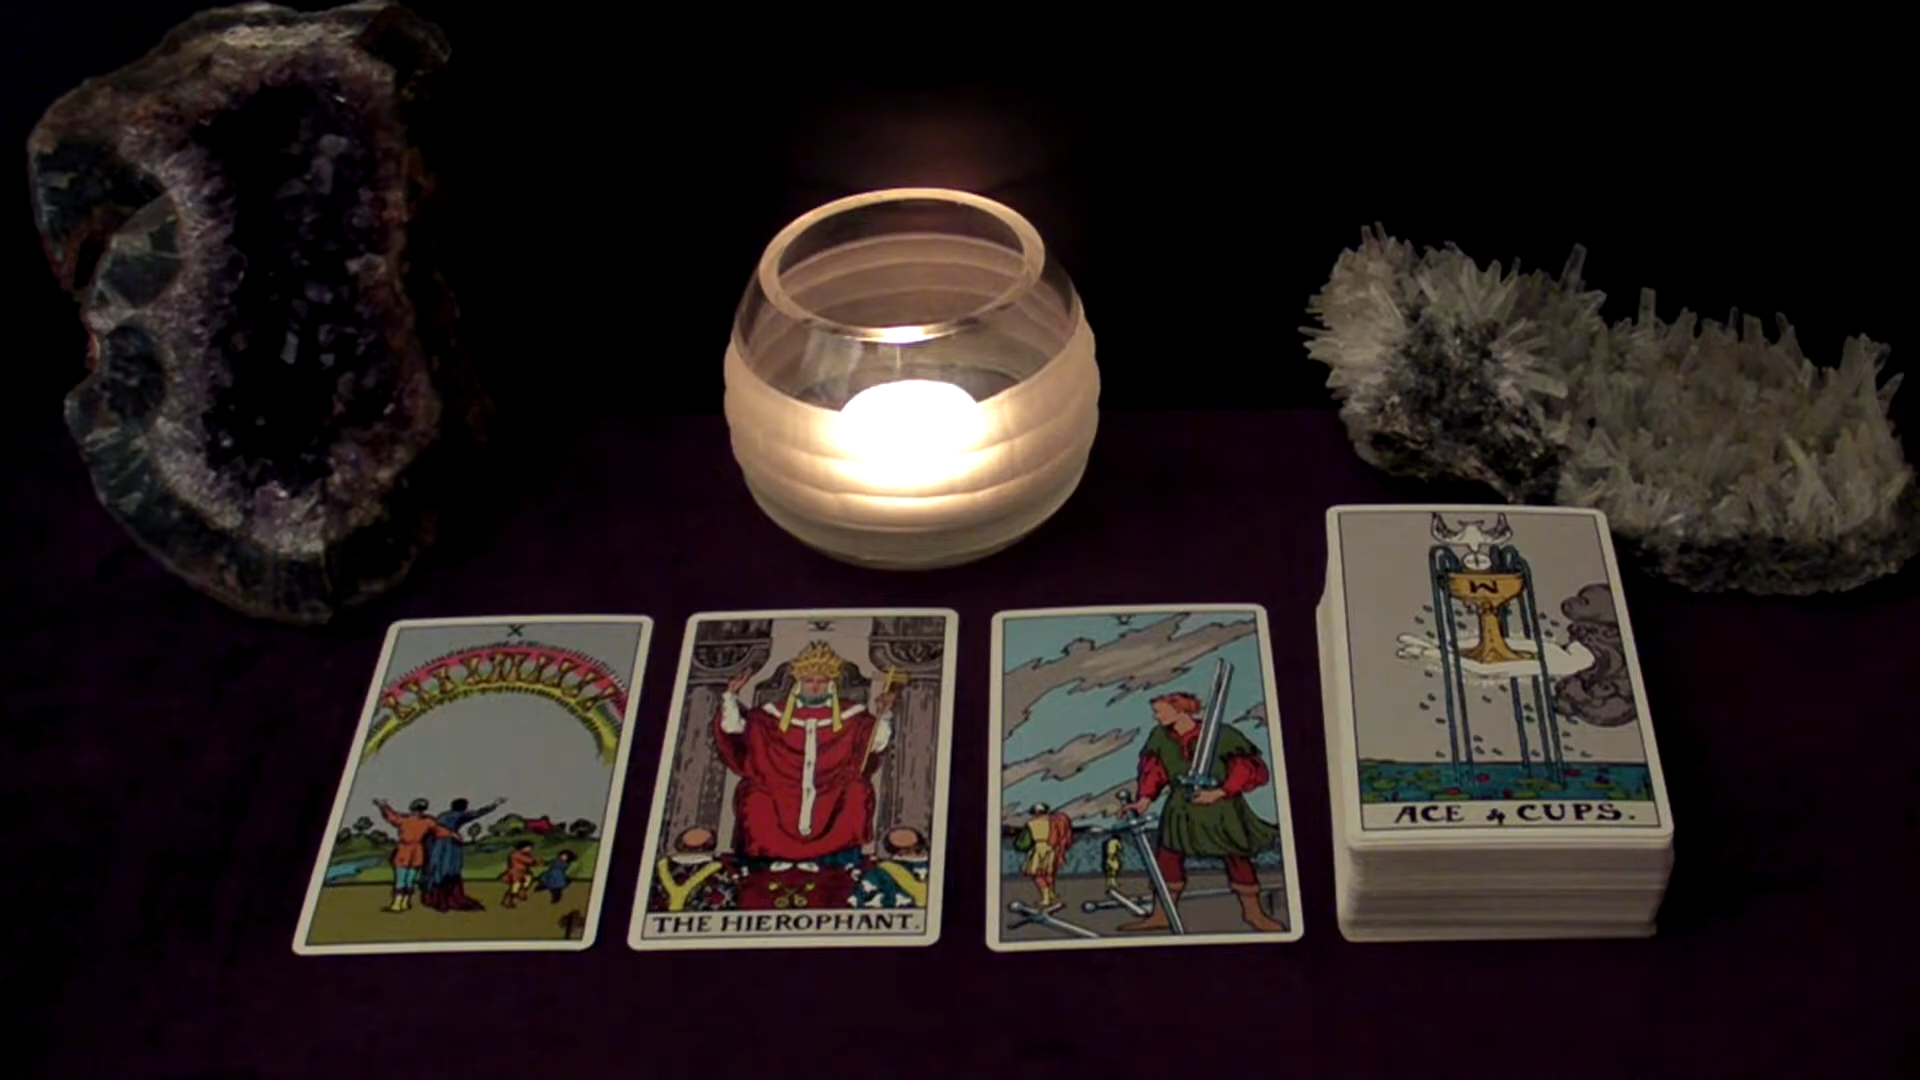 X
V
V
THE HIEROPHANT.
ACE of CUPS.